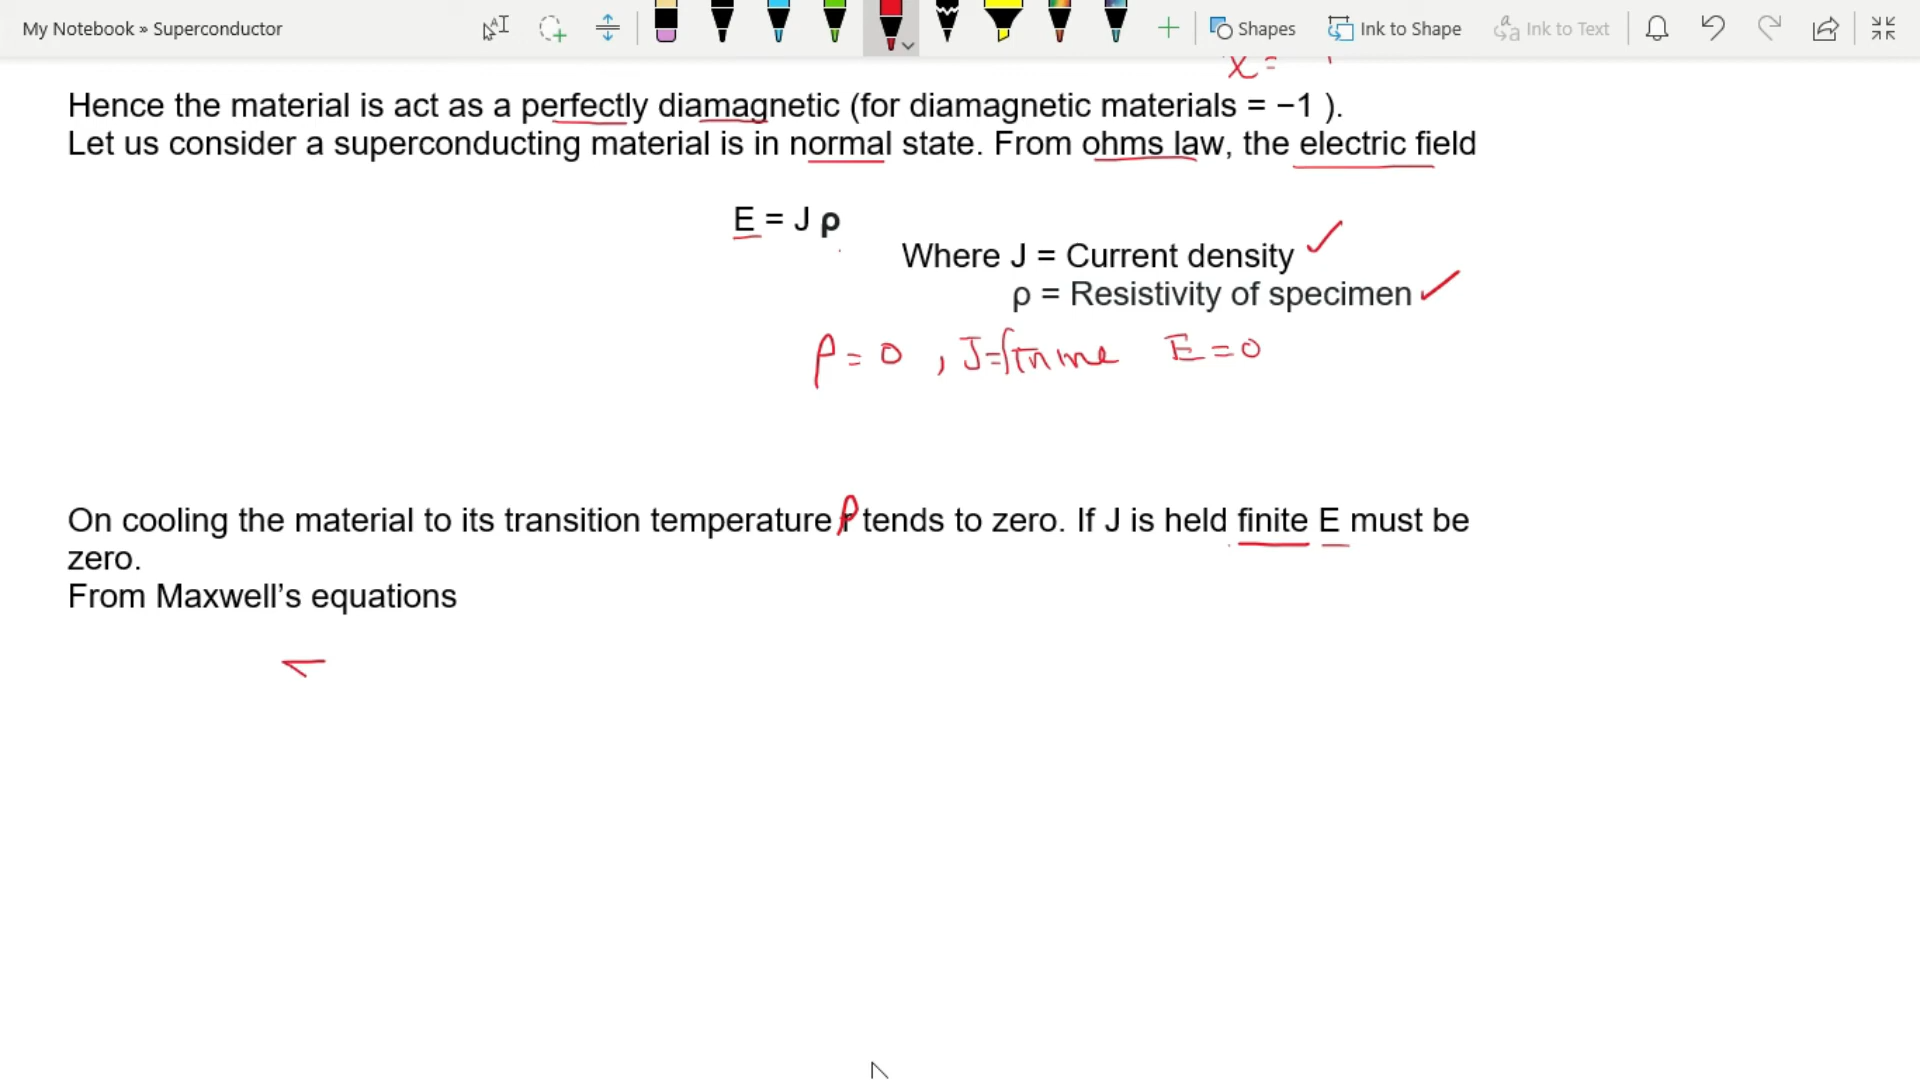 My Notebook » Superconductor
Shapes
Ink to Shape
Ink to Text
Hence the material is act as a perfectly diamagnetic (for diamagnetic materials = −1 ).
Let us consider a superconducting material is in normal state. From ohms law, the electric field
E = J ρ
Where J = Current density
ρ = Resistivity of specimen
ρ = 0 , J = E = 0
On cooling the material to its transition temperature ρ tends to zero. If J is held finite E must be
zero.
From Maxwell’s equations